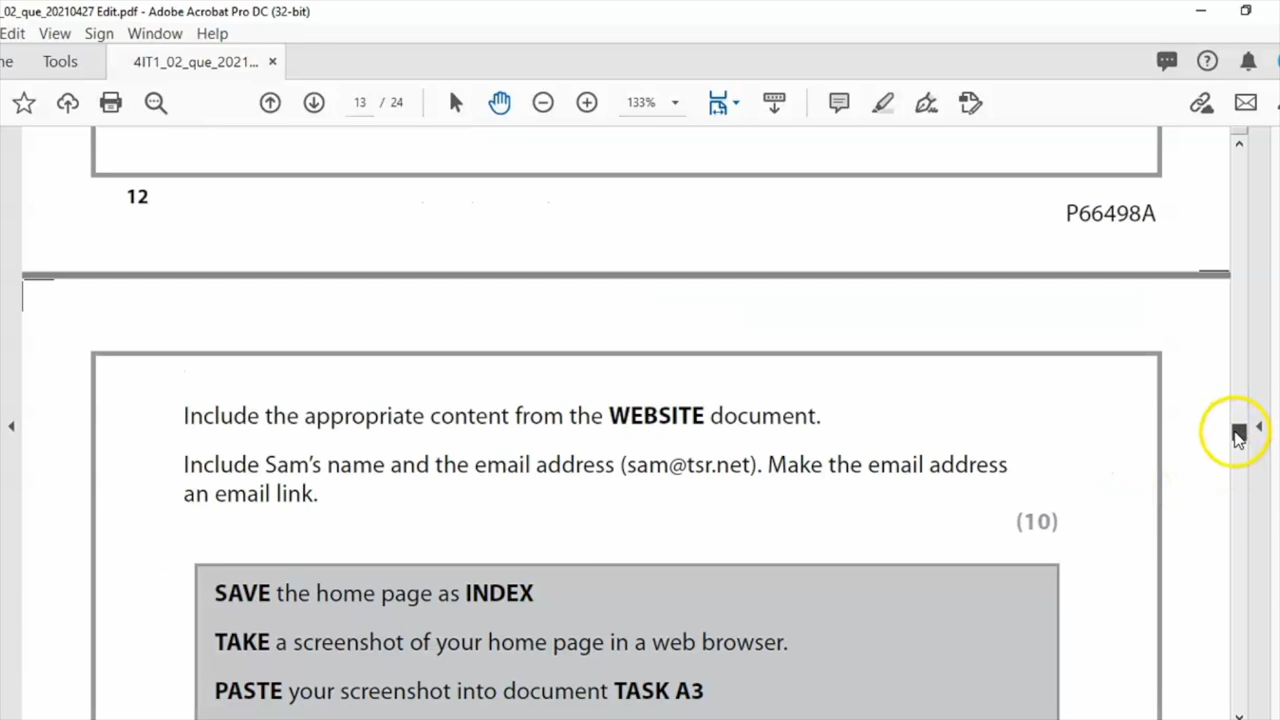 _02_que_20210427 Edit.pdf - Adobe Acrobat Pro DC (32-bit)
Edit View Sign Window Help
ne Tools 4IT1_02_que_2021... ×
13 / 24 133%
12
P66498A
Include the appropriate content from the WEBSITE document.
Include Sam's name and the email address (sam@tsr.net). Make the email address
an email link.
(10)
SAVE the home page as INDEX
TAKE a screenshot of your home page in a web browser.
PASTE your screenshot into document TASK A3